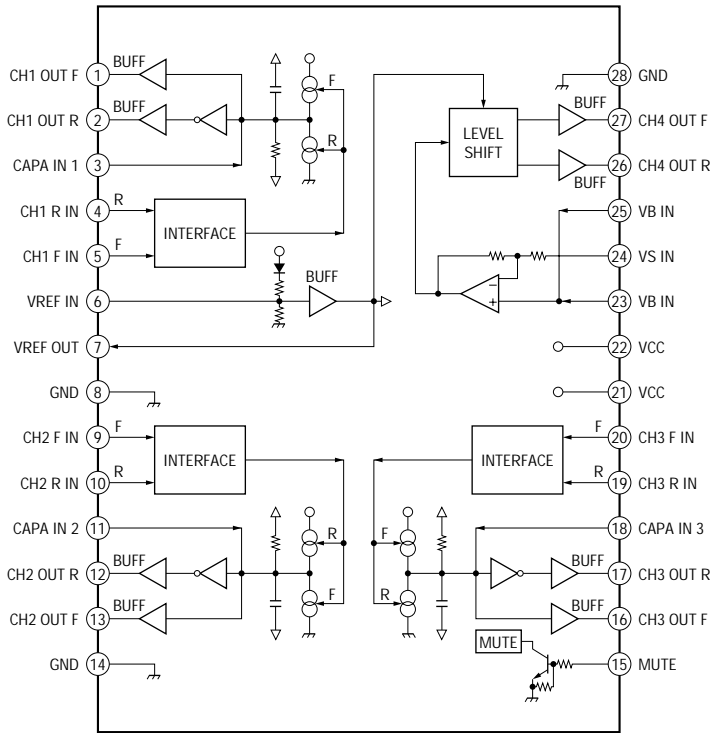 CH1 OUT F 1 BUFF
CH1 OUT R 2 BUFF
CAPA IN 1 3
CH1 R IN 4 R
CH1 F IN 5 F
INTERFACE
F
R
VREF IN 6
BUFF
VREF OUT 7
GND 8
CH2 F IN 9 F
CH2 R IN 10 R
INTERFACE
CAPA IN 2 11
CH2 OUT R 12 BUFF
CH2 OUT F 13 BUFF
R
F
GND 14
28 GND
BUFF 27 CH4 OUT F
LEVEL
SHIFT
26 CH4 OUT R
BUFF
25 VB IN
24 VS IN
−
+
23 VB IN
22 VCC
21 VCC
F 20 CH3 F IN
INTERFACE
R 19 CH3 R IN
18 CAPA IN 3
F
R
BUFF 17 CH3 OUT R
BUFF 16 CH3 OUT F
MUTE
15 MUTE